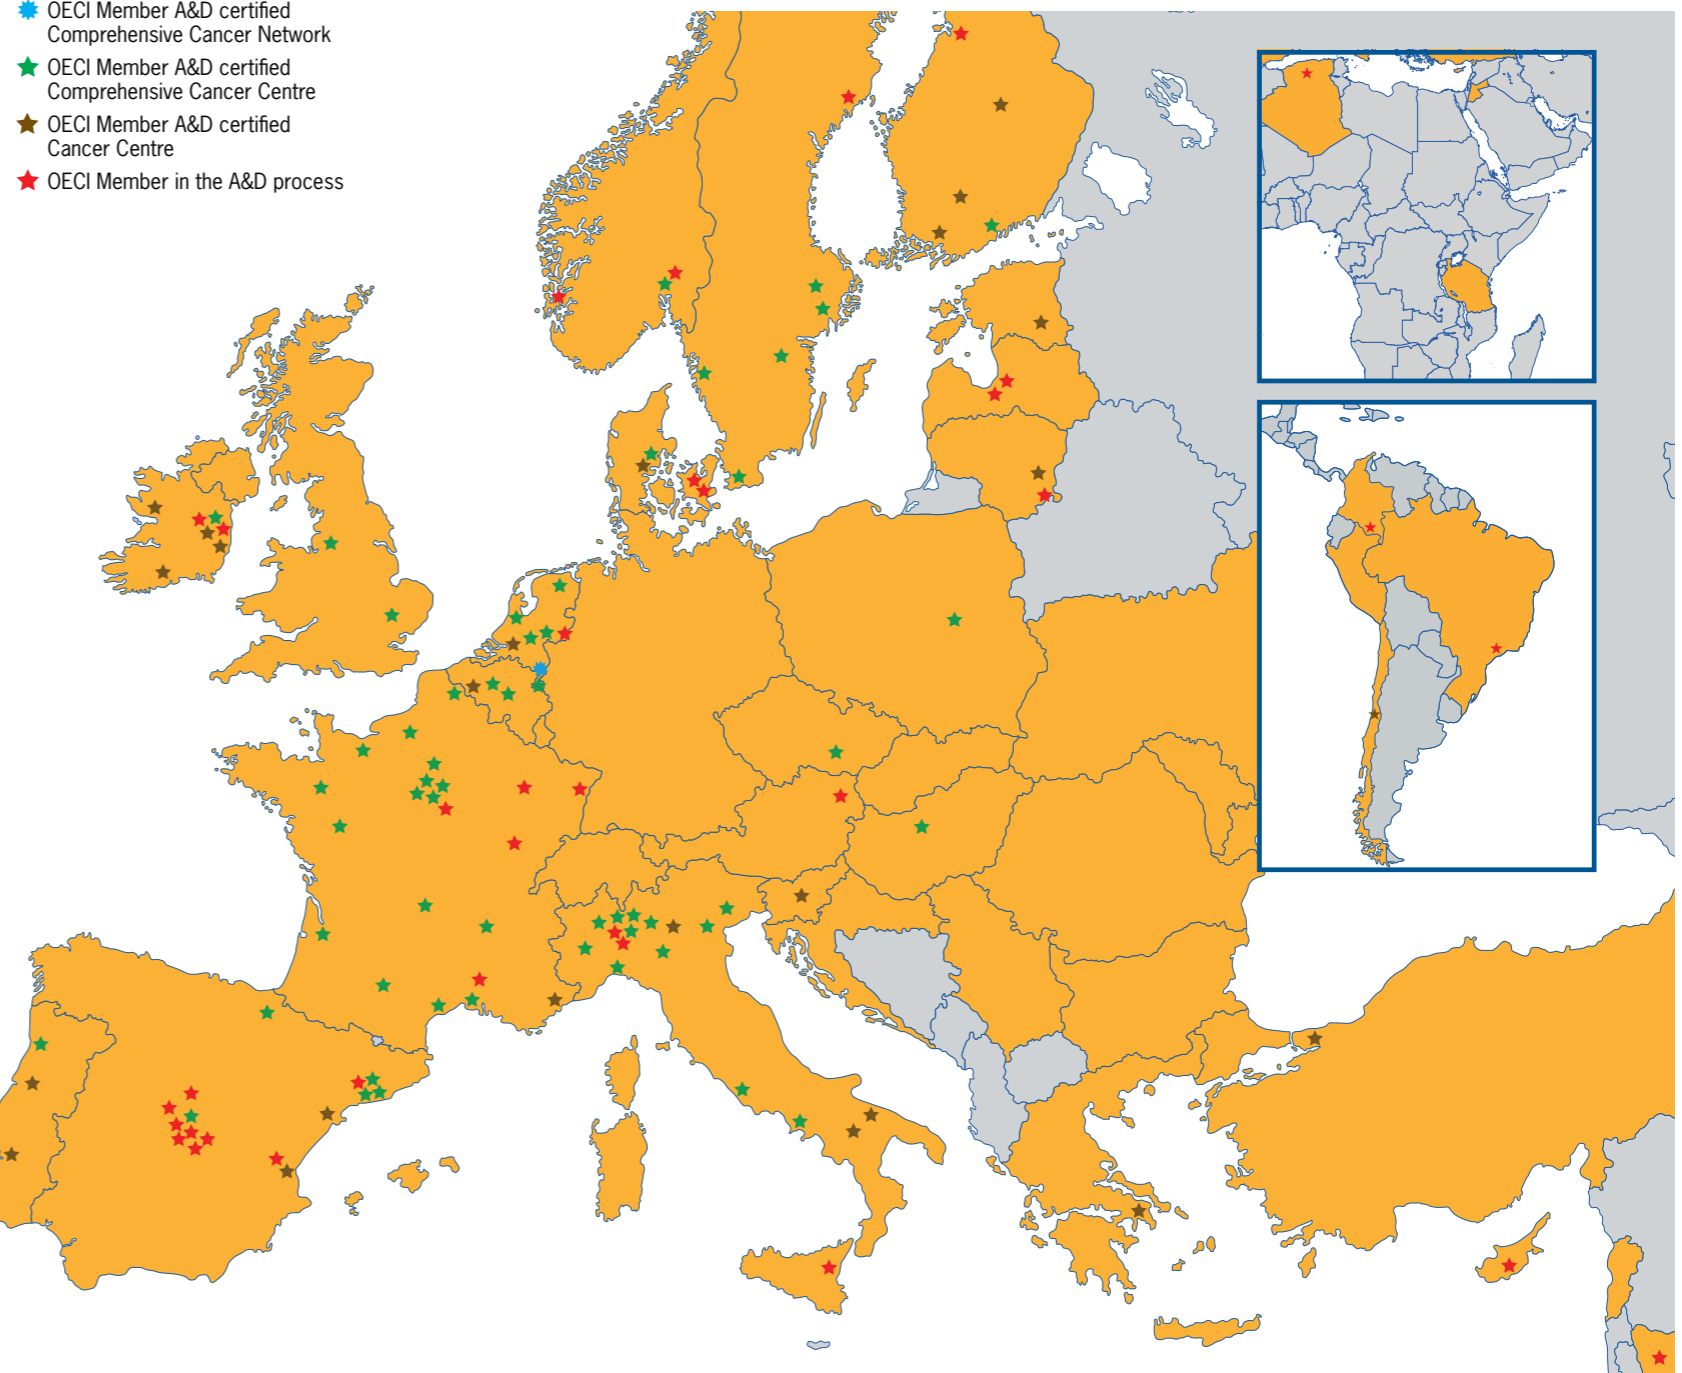 OECI Member A&D certified
Comprehensive Cancer Network
OECI Member A&D certified
Comprehensive Cancer Centre
OECI Member A&D certified
Cancer Centre
OECI Member in the A&D process